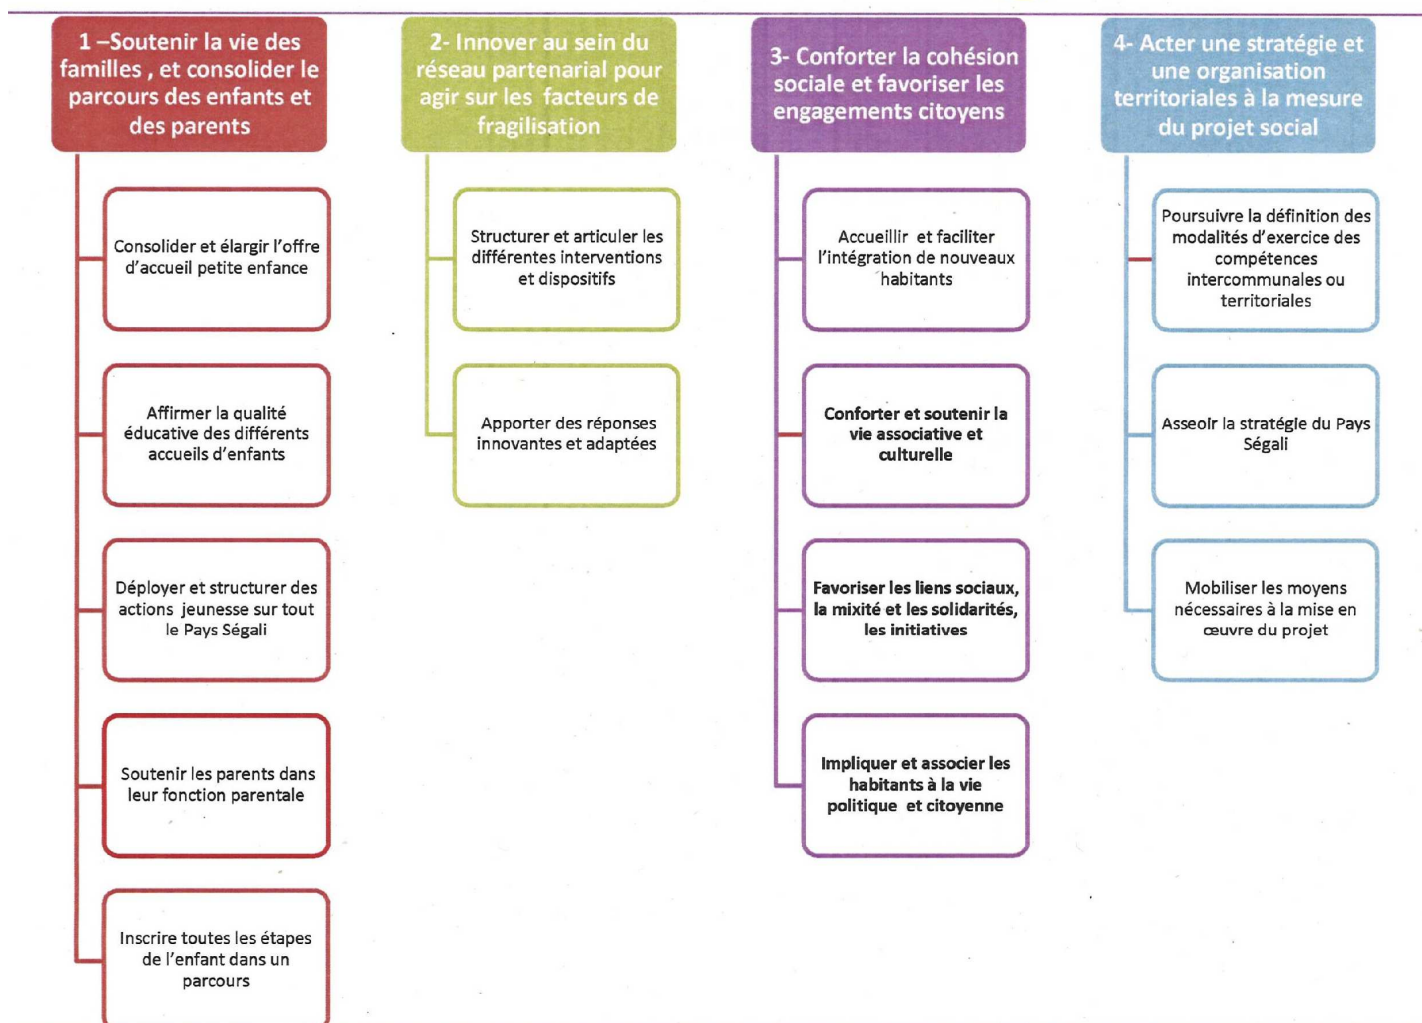 1 –Soutenir la vie des
familles , et consolider le
parcours des enfants et
des parents
Consolider et élargir l'offre
d'accueil petite enfance
Affirmer la qualité
éducative des différents
accueils d'enfants
Déployer et structurer des
actions jeunesse sur tout
le Pays Ségali
Soutenir les parents dans
leur fonction parentale
Inscrire toutes les étapes
de l'enfant dans un
parcours
2- Innover au sein du
réseau partenarial pour
agir sur les facteurs de
fragilisation
Structurer et articuler les
différentes interventions
et dispositifs
Apporter des réponses
innovantes et adaptées
3- Conforter la cohésion
sociale et favoriser les
engagements citoyens
Accueillir et faciliter
l'intégration de nouveaux
habitants
Conforter et soutenir la
vie associative et
culturelle
Favoriser les liens sociaux,
la mixité et les solidarités,
les initiatives
Impliquer et associer les
habitants à la vie
politique et citoyenne
4- Acter une stratégie et
une organisation
territoriales à la mesure
du projet social
Poursuivre la définition des
modalités d'exercice des
compétences
intercommunales ou
territoriales
Asseoir la stratégie du Pays
Ségali
Mobiliser les moyens
nécessaires à la mise en
œuvre du projet